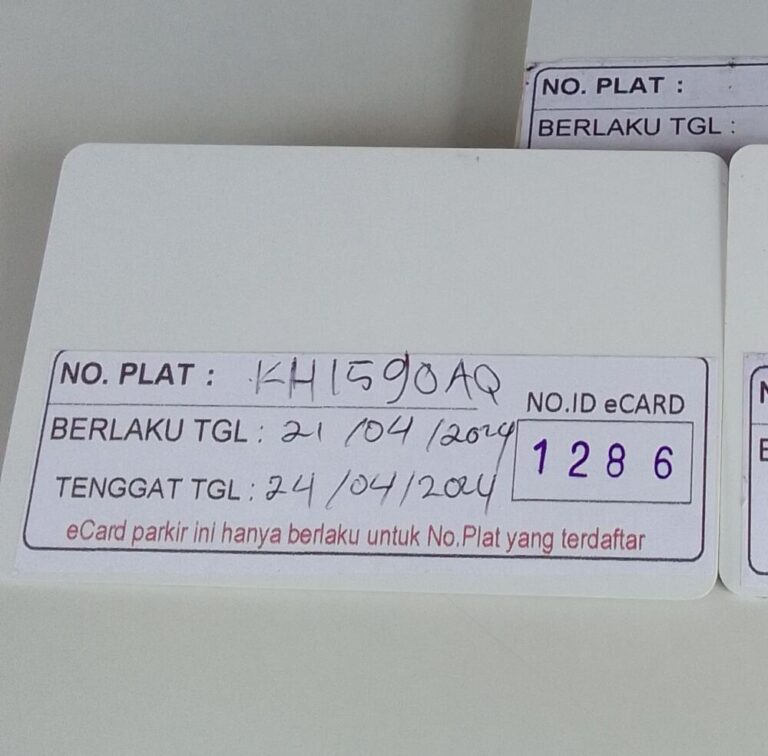 NO. PLAT :
BERLAKU TGL :
NO. PLAT : KH1590AQ
NO.ID eCARD
BERLAKU TGL : 21/04/2024
1286
TENGGAT TGL : 24/04/2024
eCard parkir ini hanya berlaku untuk No.Plat yang terdaftar